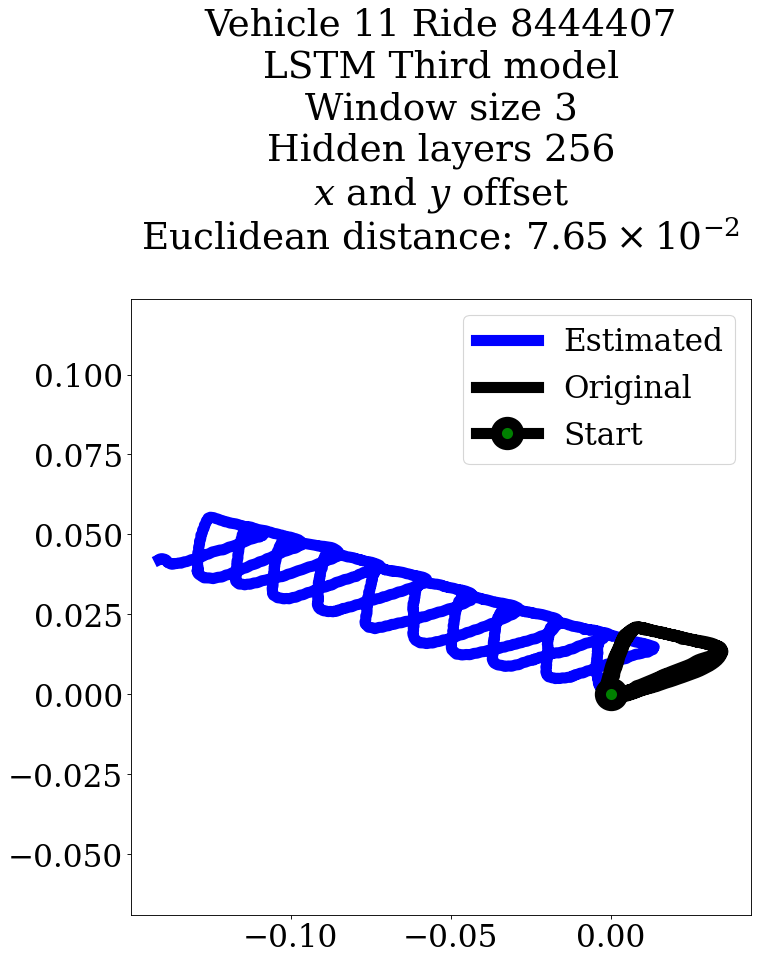 Vehicle 11 Ride 8444407
LSTM Third model
Window size 3
Hidden layers 256
x and y offset
Euclidean distance: 7.65 × 10⁻²
Estimated
Original
Start
0.100
0.075
0.050
0.025
0.000
−0.025
−0.050
−0.10 −0.05 0.00